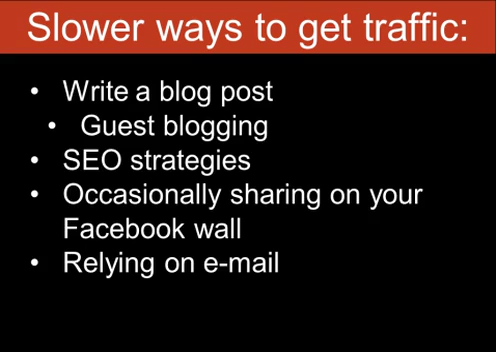 Slower ways to get traffic:
• Write a blog post
• Guest blogging
• SEO strategies
• Occasionally sharing on your
Facebook wall
• Relying on e-mail